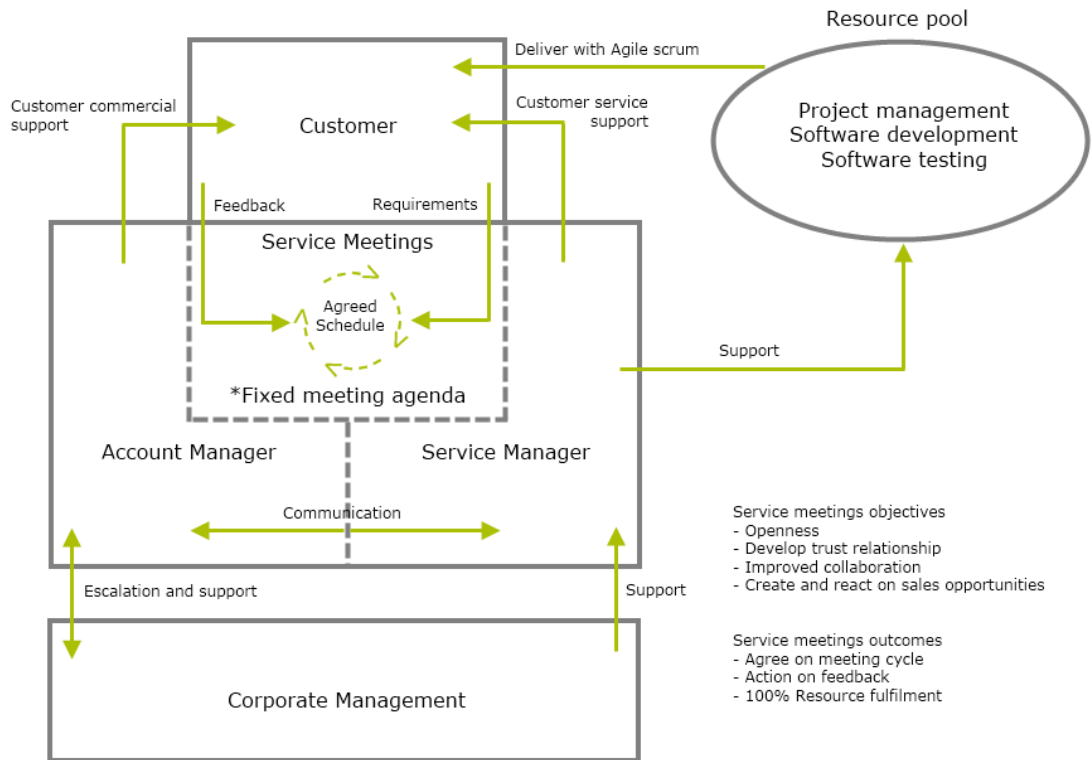 Resource pool
Deliver with Agile scrum
Customer commercial
support
Customer service
support
Customer
Project management
Software development
Software testing
Feedback
Requirements
Service Meetings
Agreed
Schedule
*Fixed meeting agenda
Support
Account Manager
Service Manager
Communication
Escalation and support
Support
Corporate Management
Service meetings objectives
- Openness
- Develop trust relationship
- Improved collaboration
- Create and react on sales opportunities
Service meetings outcomes
- Agree on meeting cycle
- Action on feedback
- 100% Resource fulfilment